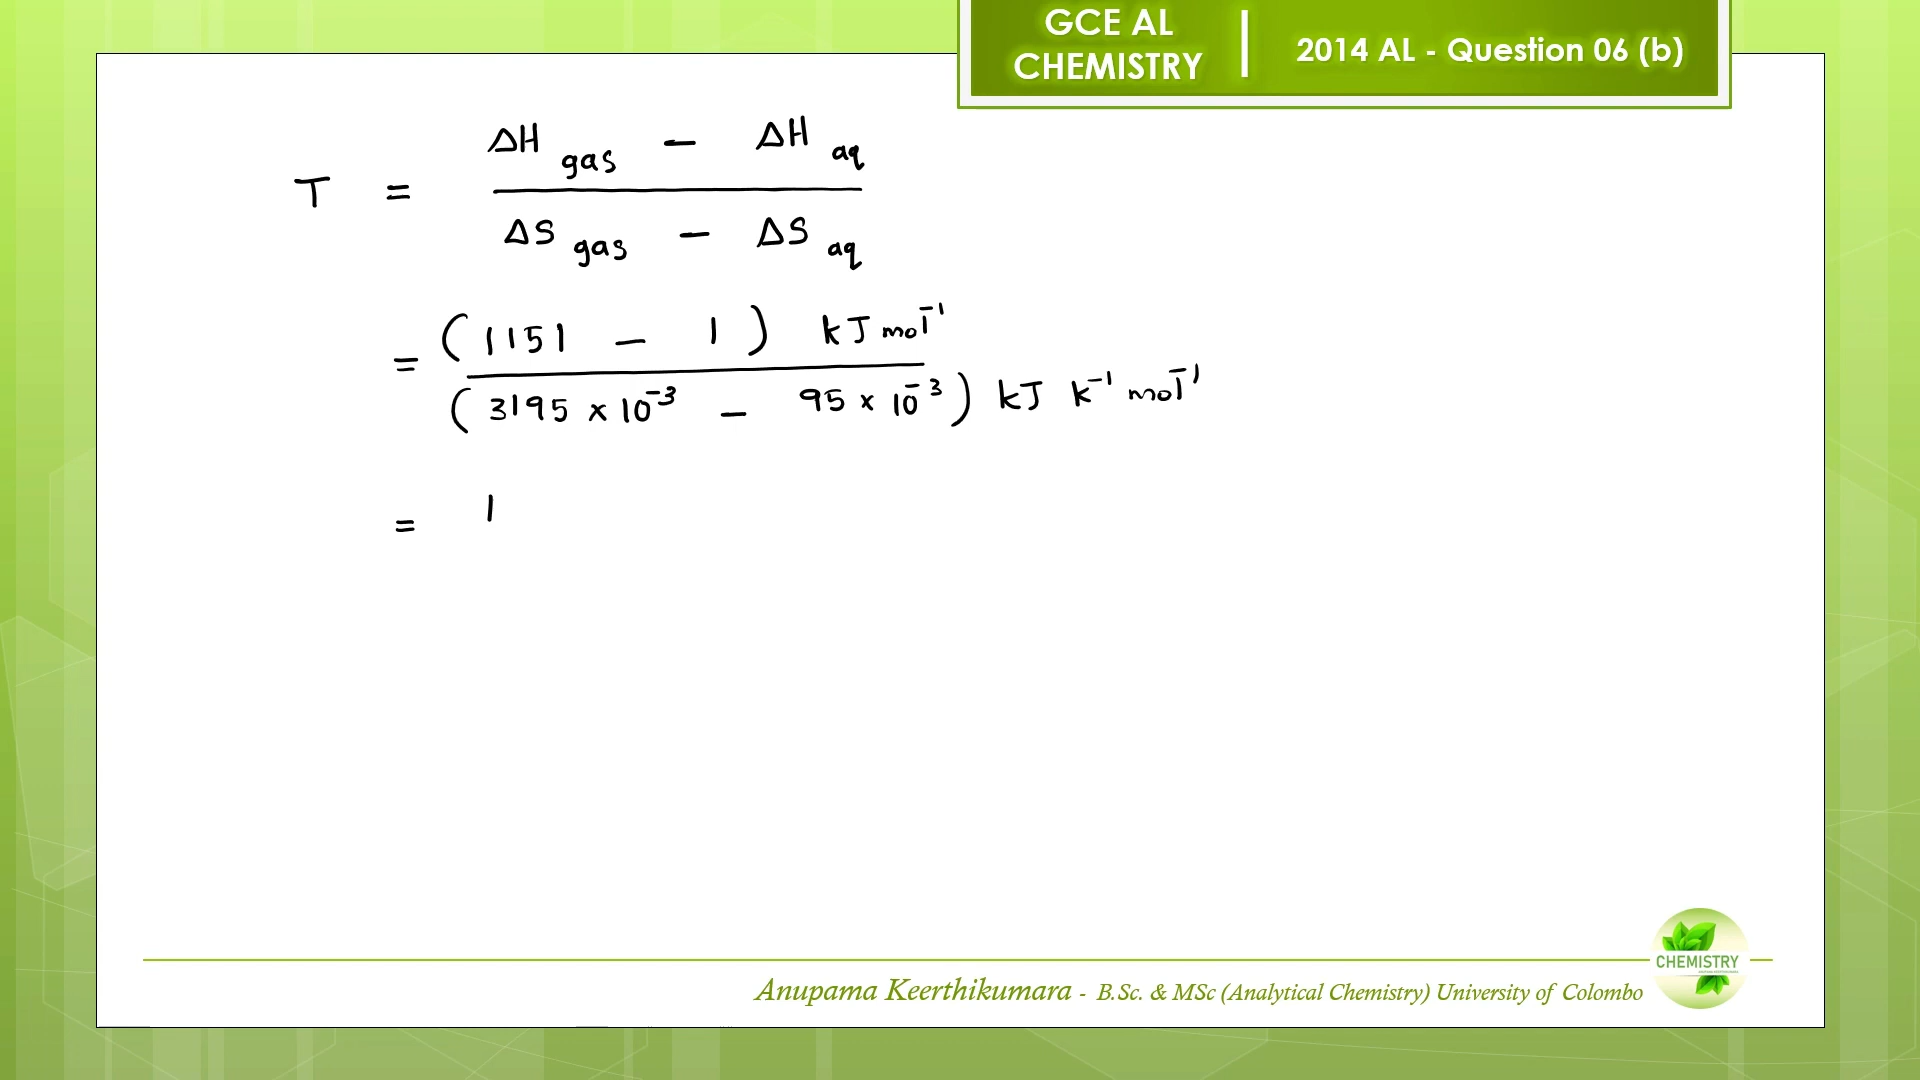 GCE AL
CHEMISTRY
2014 AL - Question 06 (b)
T = (ΔH gas – ΔH aq) / (ΔS gas – ΔS aq)
= (1151 – 1) kJ mol⁻¹ / (3195 × 10⁻³ – 95 × 10⁻³) kJ K⁻¹ mol⁻¹
= 1
CHEMISTRY
Anupama Keerthikumara - B.Sc. & MSc (Analytical Chemistry) University of Colombo